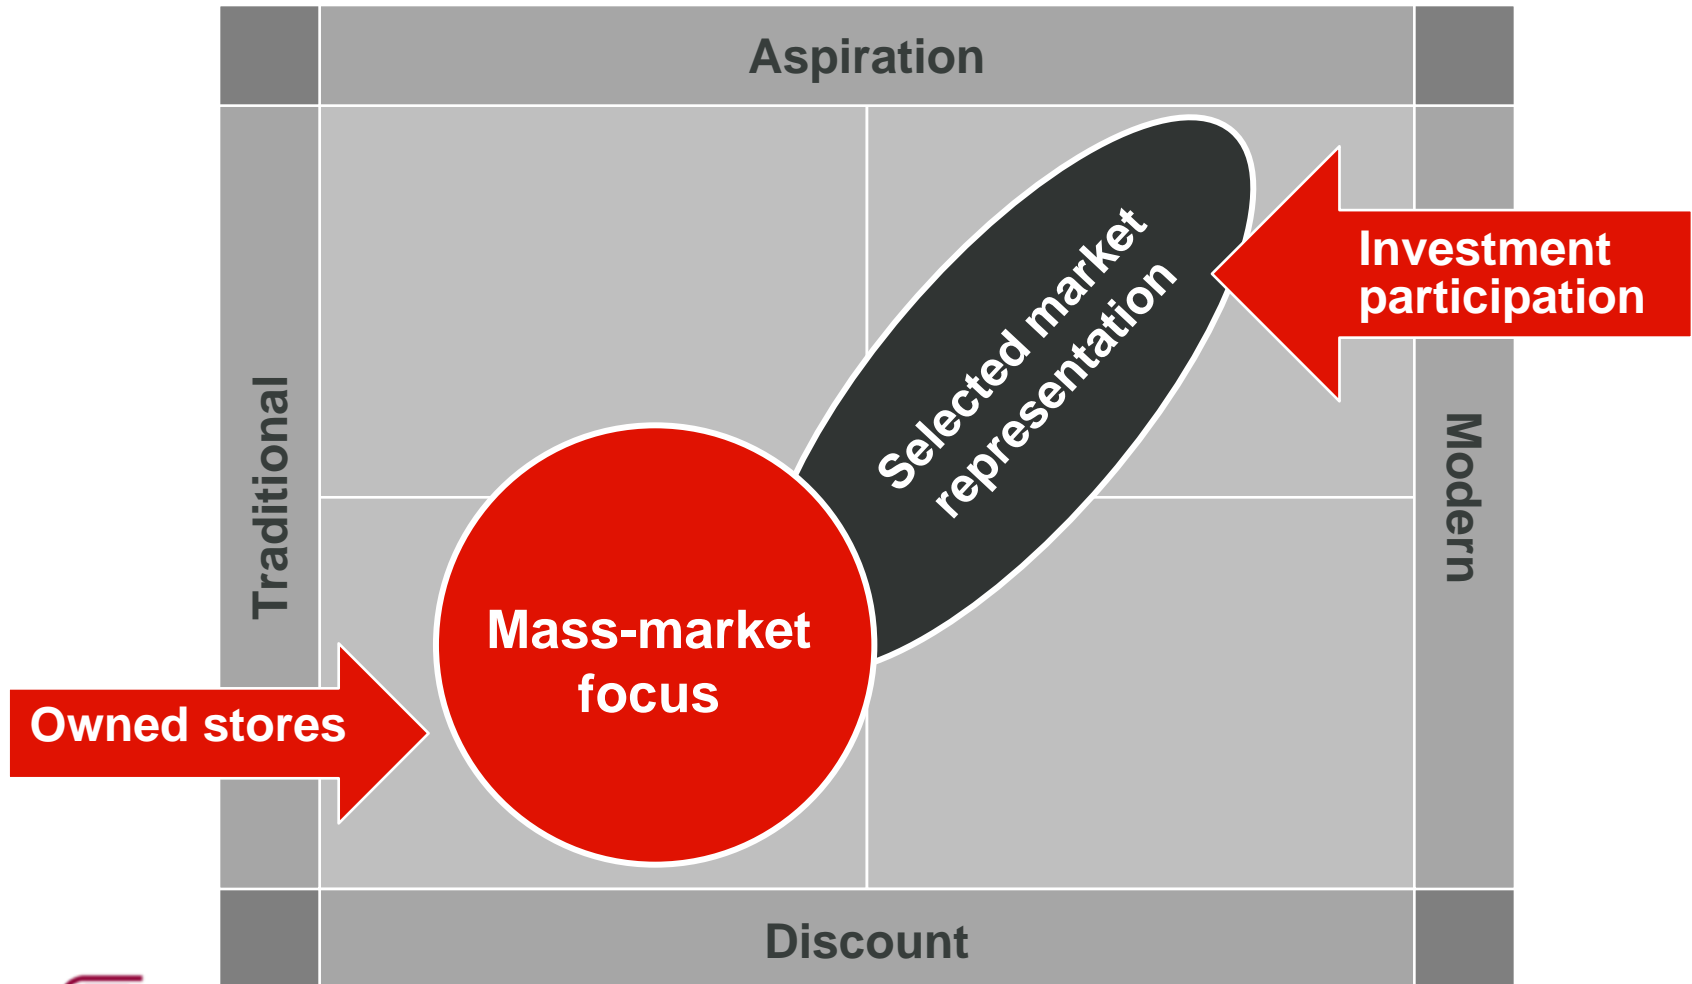 Aspiration
Traditional
Selected market
representation
Investment
participation
Modern
Mass-market
focus
Owned stores
Discount